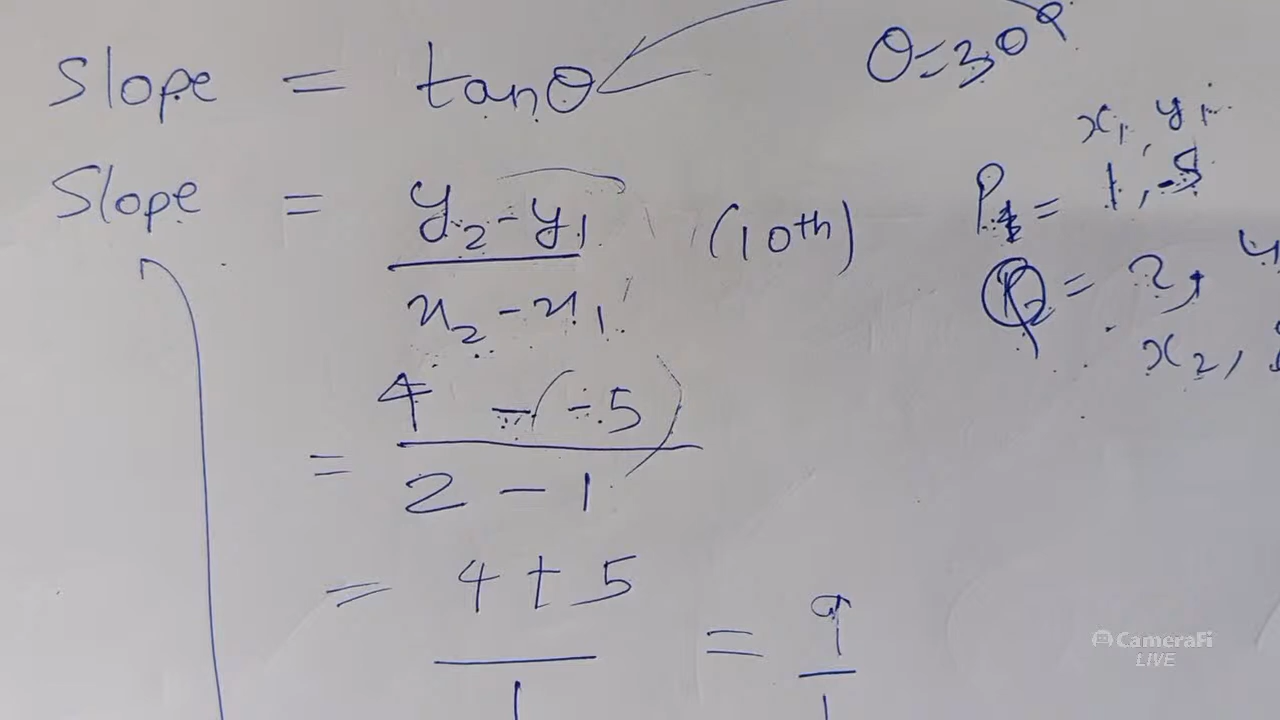 Slope = tanθ
θ = 30°
x₁, y₁
Slope = y₂ - y₁ / x₂ - x₁ (10th)
P₁ = 1, -5
= 2, 4
x₂,
= 4 - (-5) / 2 - 1
= 4 + 5 / 1 = 9 / 1
CameraFi
LIVE